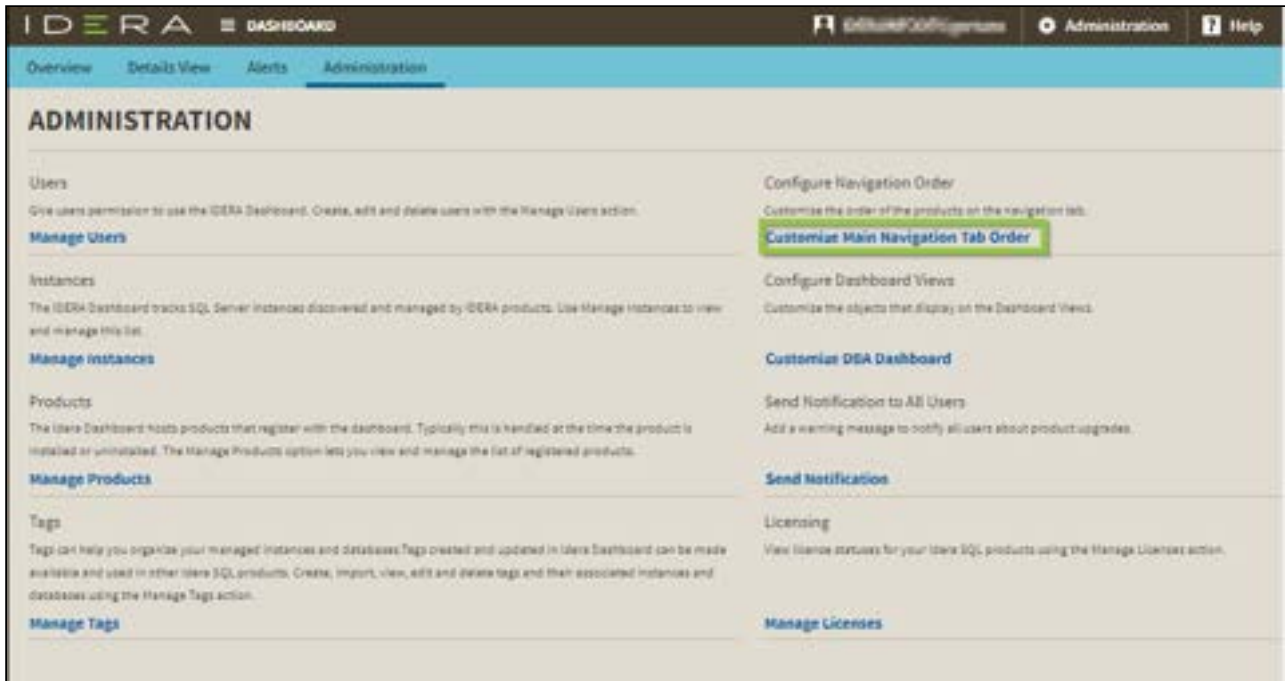 IDERA DASHBOARD Administration Help
Overview Details View Alerts Administration
ADMINISTRATION
Users
Give users permission to use the IDERA Dashboard. Create, edit and delete users with the Manage Users action.
Manage Users
Instances
The IDERA Dashboard tracks SQL Server instances discovered and managed by IDERA products. Use Manage Instances to view
and manage this list.
Manage Instances
Products
The Idera Dashboard hosts products that register with the dashboard. Typically this is handled at the time the product is
installed or uninstalled. The Manage Products option lets you view and manage the list of registered products.
Manage Products
Tags
Tags can help you organize your managed instances and databases.Tags created and updated in Idera Dashboard can be made
available and used in other Idera SQL products. Create, import, view, edit and delete tags and their associated instances and
databases using the Manage Tags action.
Manage Tags
Configure Navigation Order
Customize the order of the products on the navigation tab.
Customize Main Navigation Tab Order
Configure Dashboard Views
Customize the objects that display on the Dashboard Views.
Customize DBA Dashboard
Send Notification to All Users
Add a warning message to notify all users about product upgrades.
Send Notification
Licensing
View license statuses for your Idera SQL products using the Manage Licenses action.
Manage Licenses